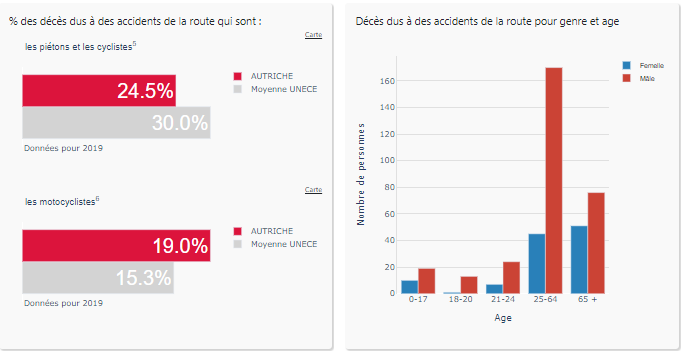 % des décès dus à des accidents de la route qui sont :
Carte
les piétons et les cyclistes5
AUTRICHE
Moyenne UNECE
24.5%
30.0%
Données pour 2019
Carte
les motocyclistes6
AUTRICHE
Moyenne UNECE
19.0%
15.3%
Données pour 2019
Décès dus à des accidents de la route pour genre et age
Femelle
Mâle
Nombre de personnes
160
140
120
100
80
60
40
20
0
0-17 18-20 21-24 25-64 65 +
Age